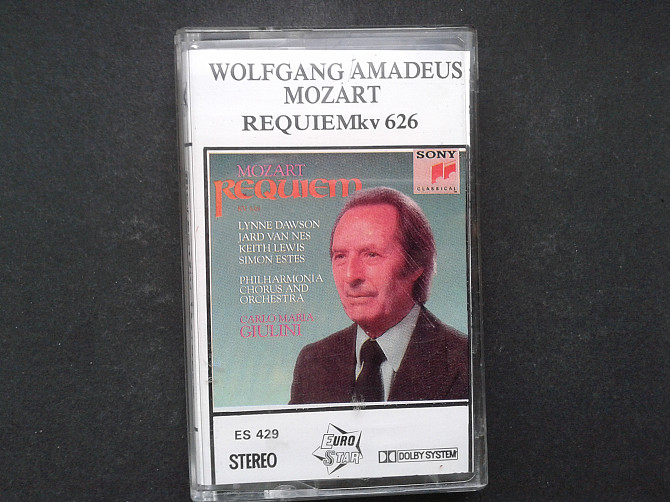 WOLFGANG AMADEUS
MOZART
REQUIEMkv 626
SONY
CLASSICAL
MOZART
REQUIEM
LYNNE DAWSON
JARD VAN NES
KEITH LEWIS
SIMON ESTES
PHILHARMONIA
CHORUS AND
ORCHESTRA
CARLO MARIA
GIULINI
ES 429
STEREO
EURO
STAR
DOLBY SYSTEM